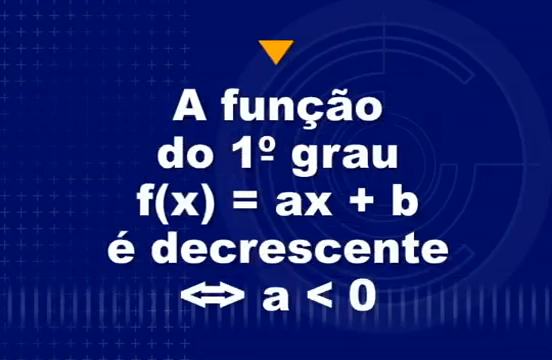 A função
do 1º grau
f(x) = ax + b
é decrescente
⇔ a < 0